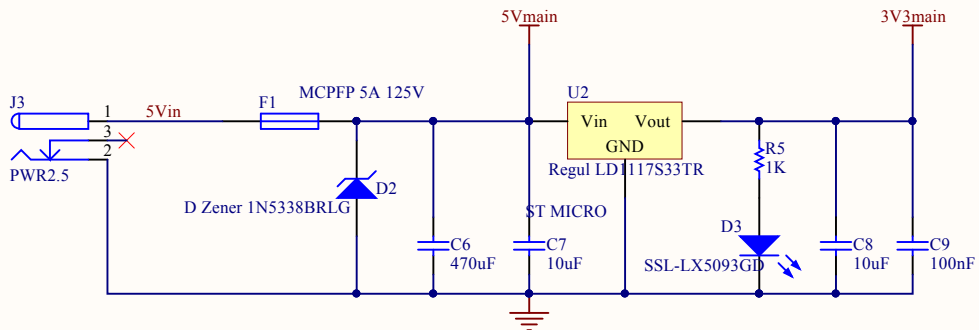 5Vmain
3V3main
J3
1
5Vin
F1
MCPFP 5A 125V
U2
3
2
PWR2.5
Vin
Vout
GND
Regul LD1117S33TR
R5
1K
D2
D Zener 1N5338BRLG
ST MICRO
D3
SSL-LX5093GD
C6
470uF
C7
10uF
C8
10uF
C9
100nF